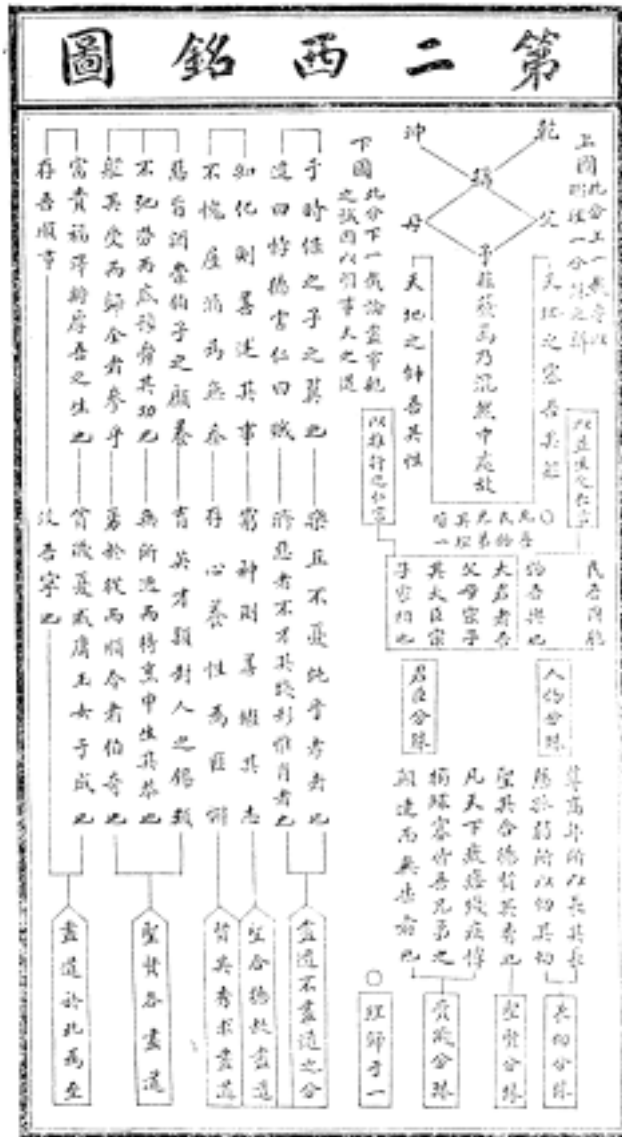 第二西銘圖
上圖
此分上一截專以
明理一分殊之辨
乾
坤
稱
父
母
子
天地之塞吾其體
子茲藐焉乃混然中處故
天地之帥吾其性
下圖
此分下一截論盡事親
之誠因以明事天之道
以推行仁
民吾同胞
物吾與也
大君者吾
父母宗子
其大臣宗
子家相也
人物分殊
君臣分殊
尊高年所以長其長
慈孤弱所以幼其幼
聖其合德賢其秀也
凡天下疲癃殘疾惸
獨鰥寡皆吾兄弟之
顛連而無告者也
長幼分殊
聖賢分殊
貴賤分殊
理歸于一
于時保之子之翼也
樂且不憂純乎孝者也
違曰悖德害仁曰賊
濟惡者不才其踐形惟肖者也
知化則善述其事
窮神則善繼其志
不愧屋漏為無忝
存心養性為匪懈
惡旨酒崇伯子之顧養
育英才穎封人之錫類
不弛勞而底豫舜其功也
無所逃而待烹申生其恭也
體其受而歸全者參乎
勇於從而順令者伯奇也
富貴福澤將厚吾之生也
貧賤憂戚庸玉女于成也
存吾順事
沒吾寧也
盡道不盡道之分
聖合德故盡道
賢其秀求盡道
聖賢各盡道
盡道於此為至